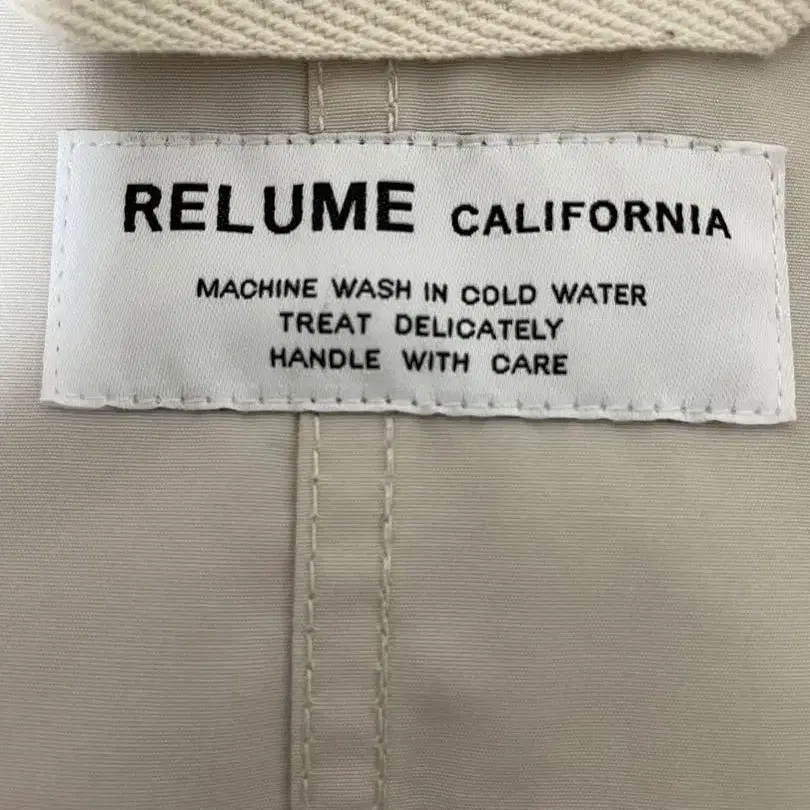 RELUME CALIFORNIA
MACHINE WASH IN COLD WATER
TREAT DELICATELY
HANDLE WITH CARE